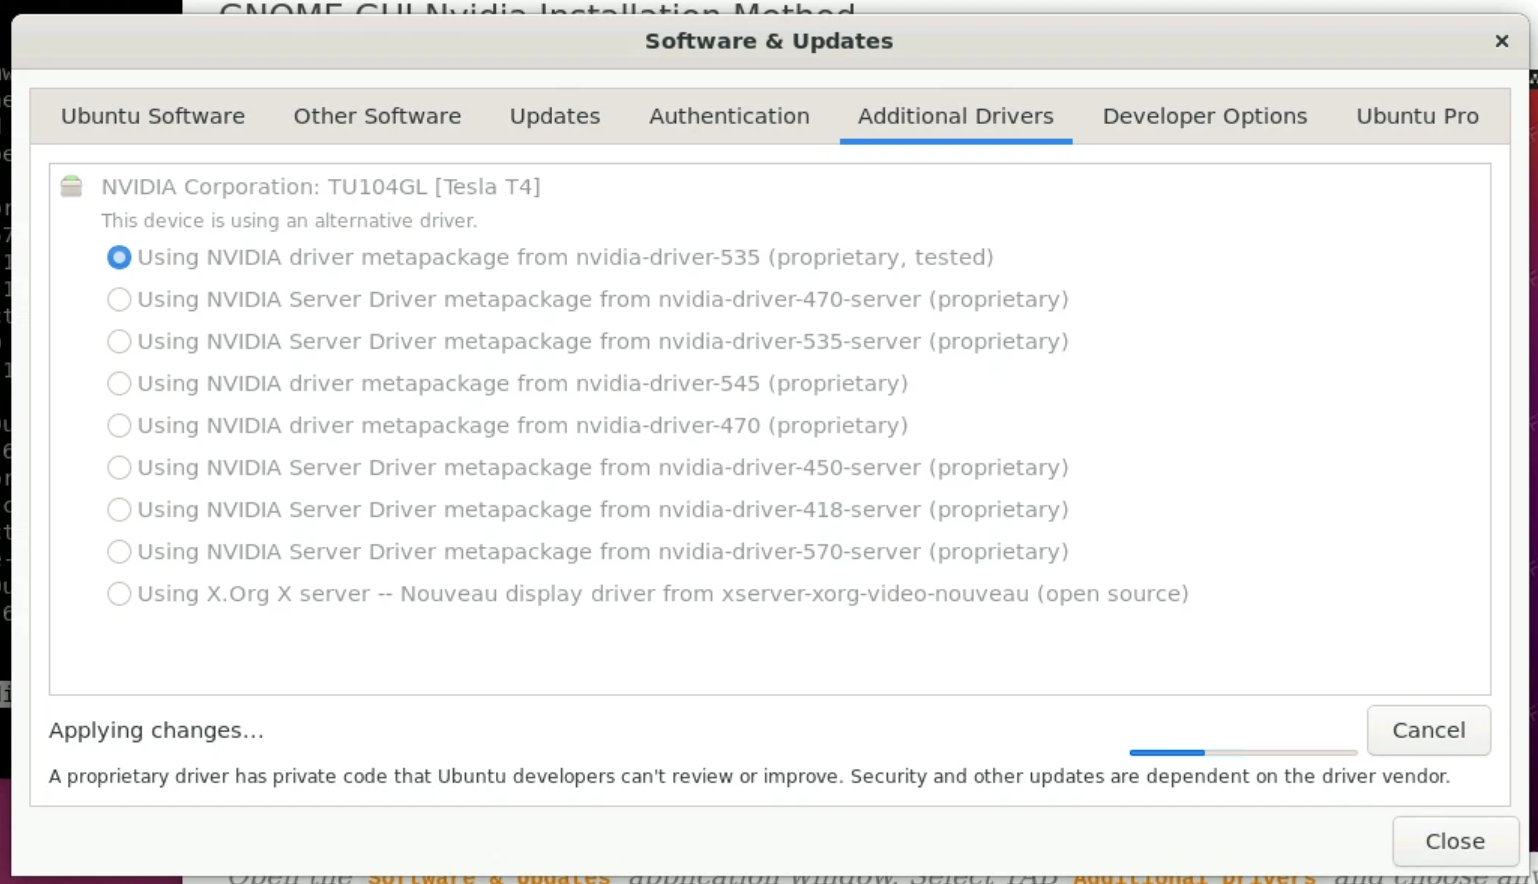 GNOME GUI Nvidia Installation Method
Software & Updates ×
Ubuntu Software Other Software Updates Authentication Additional Drivers Developer Options Ubuntu Pro
NVIDIA Corporation: TU104GL [Tesla T4]
This device is using an alternative driver.
Using NVIDIA driver metapackage from nvidia-driver-535 (proprietary, tested)
Using NVIDIA Server Driver metapackage from nvidia-driver-470-server (proprietary)
Using NVIDIA Server Driver metapackage from nvidia-driver-535-server (proprietary)
Using NVIDIA driver metapackage from nvidia-driver-545 (proprietary)
Using NVIDIA driver metapackage from nvidia-driver-470 (proprietary)
Using NVIDIA Server Driver metapackage from nvidia-driver-450-server (proprietary)
Using NVIDIA Server Driver metapackage from nvidia-driver-418-server (proprietary)
Using NVIDIA Server Driver metapackage from nvidia-driver-570-server (proprietary)
Using X.Org X server -- Nouveau display driver from xserver-xorg-video-nouveau (open source)
Applying changes...
Cancel
A proprietary driver has private code that Ubuntu developers can't review or improve. Security and other updates are dependent on the driver vendor.
Close
Open the Software & Updates application window. Select TAB Additional Drivers and choose